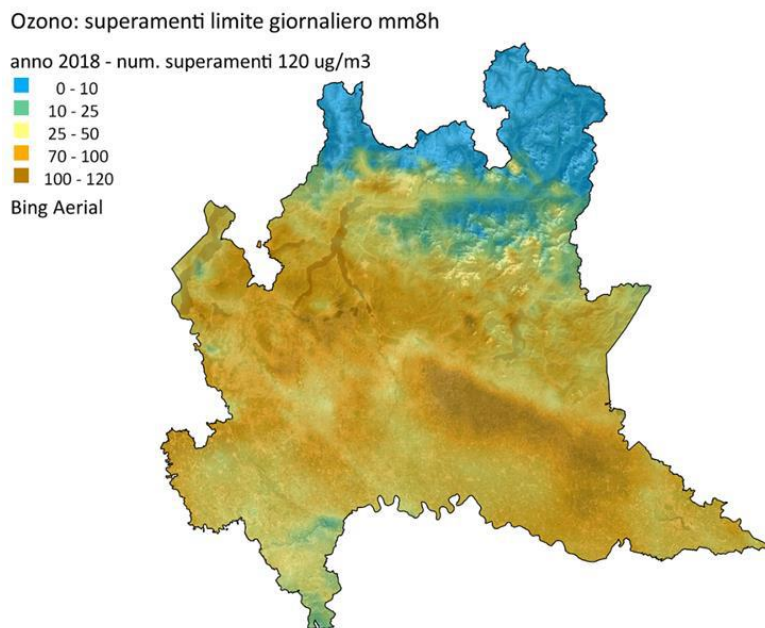 Ozono: superamenti limite giornaliero mm8h
anno 2018 - num. superamenti 120 ug/m3
0 - 10
10 - 25
25 - 50
70 - 100
100 - 120
Bing Aerial